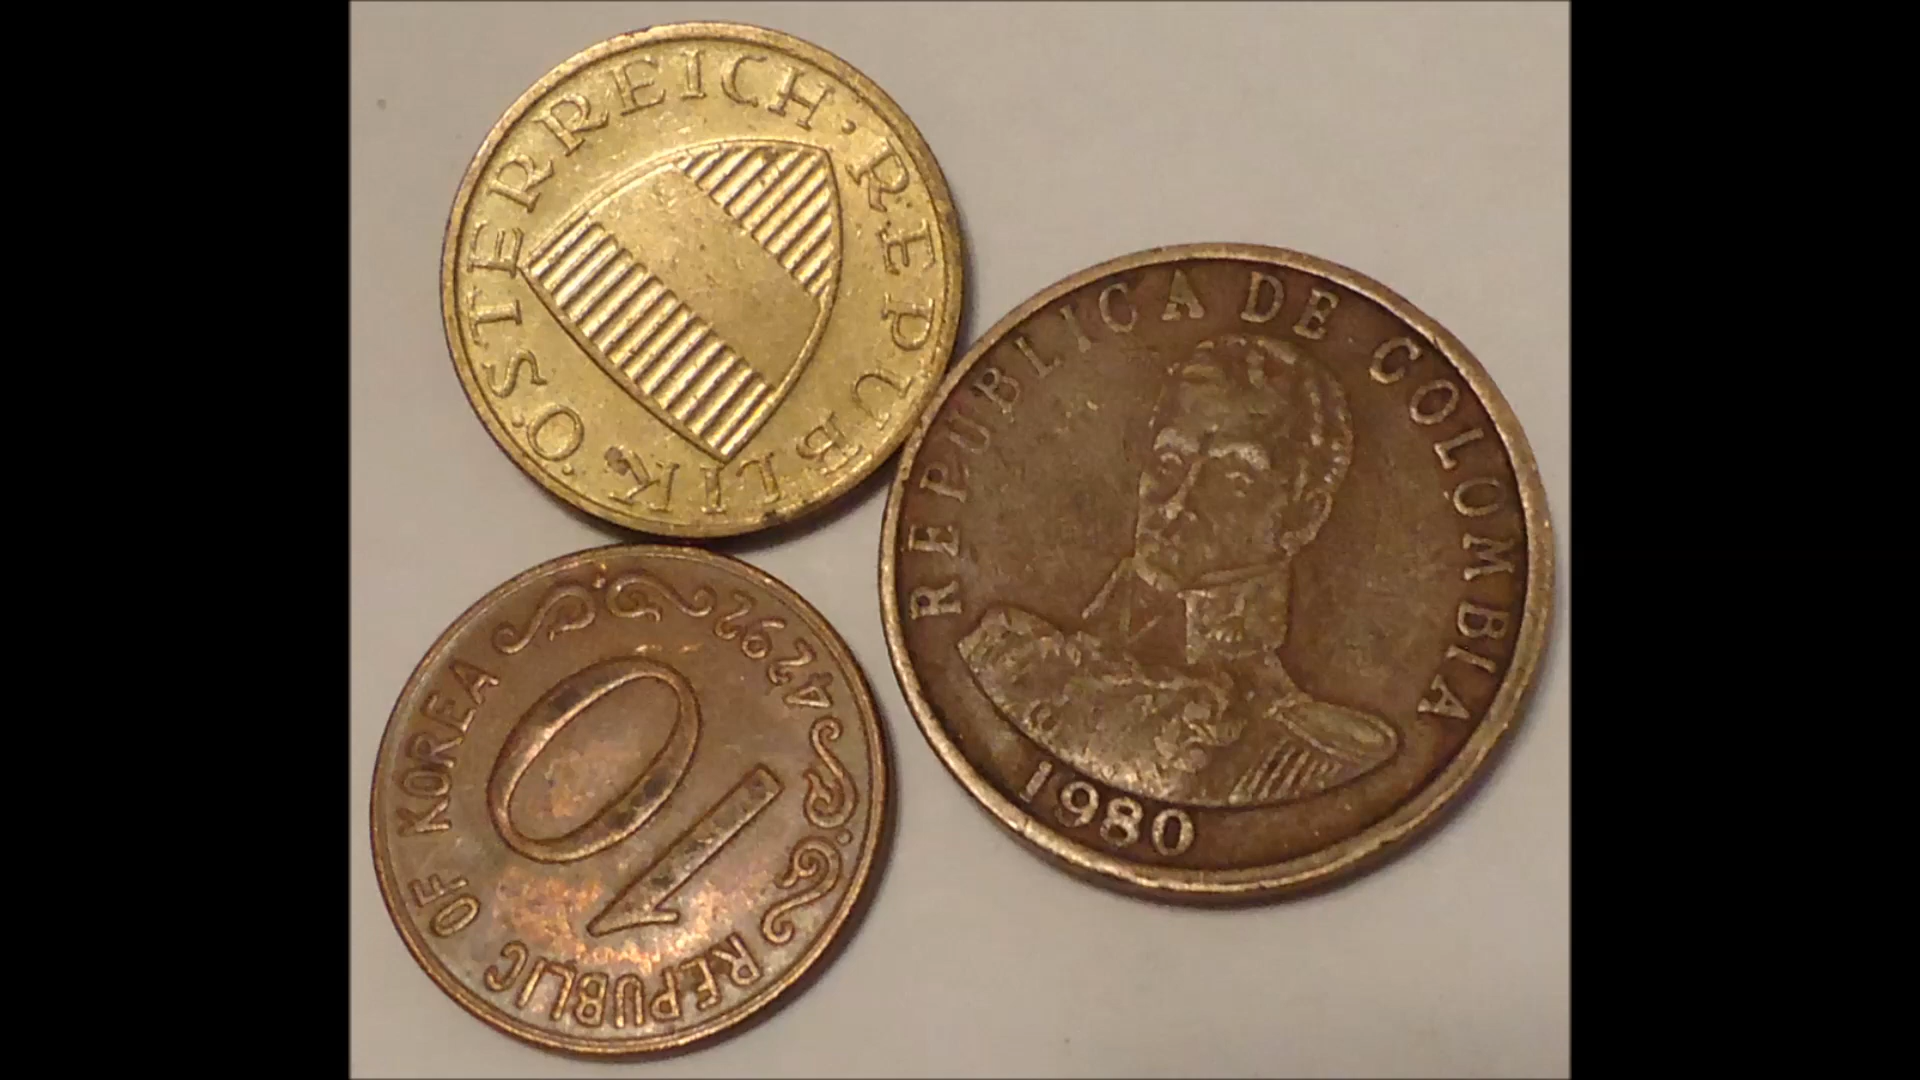 REPUBLIK · ÖSTERREICH ·
REPUBLICA DE COLOMBIA
1980
4292
10
REPUBLIC OF KOREA